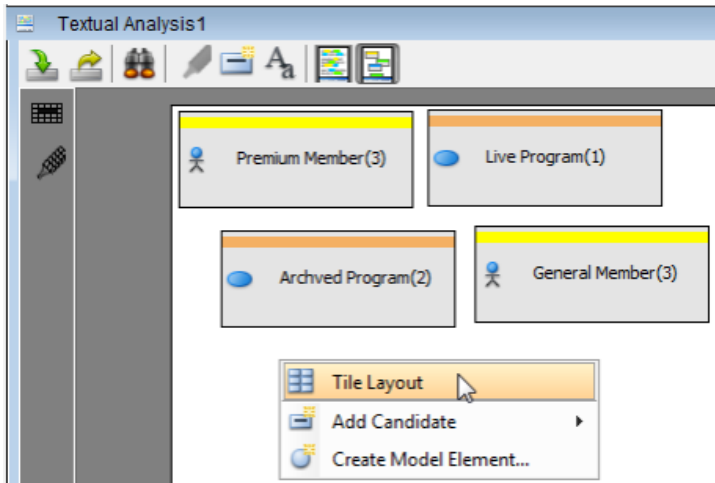 Textual Analysis1
Aa
Premium Member(3)
Live Program(1)
Archved Program(2)
General Member(3)
Tile Layout
Add Candidate
Create Model Element...